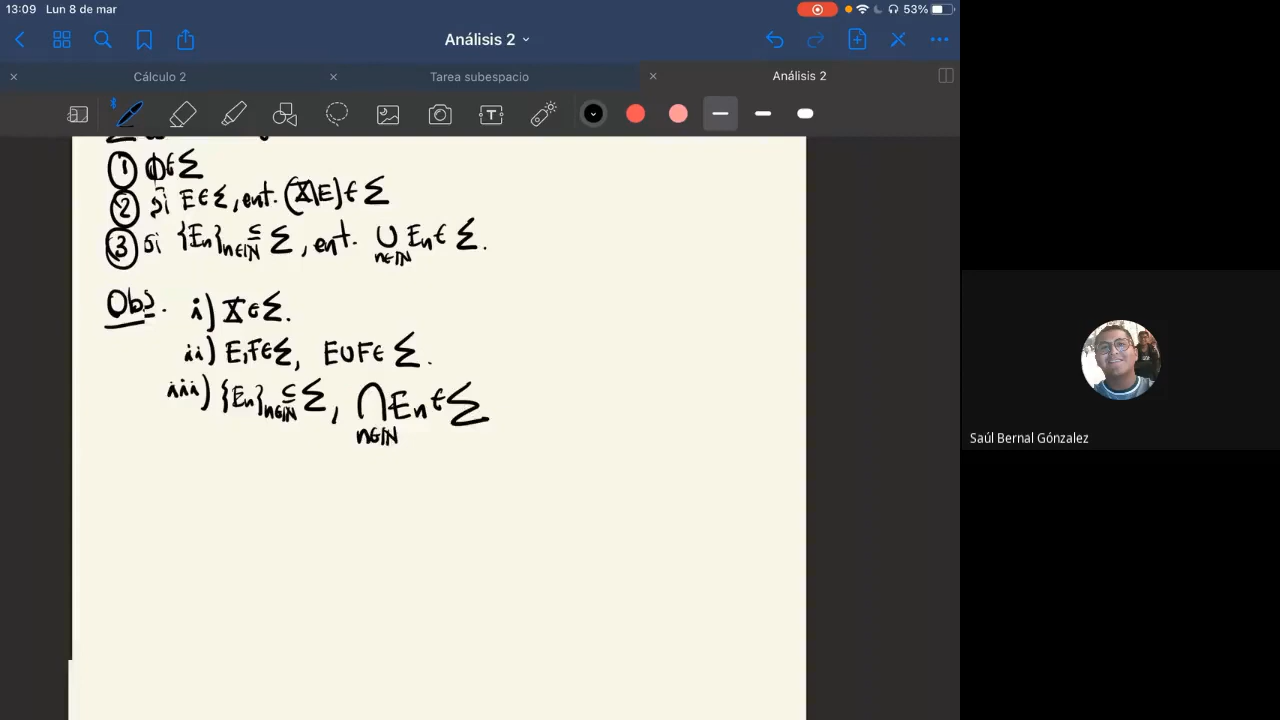 13:09 Lun 8 de mar
53%
Análisis 2
Cálculo 2
Tarea subespacio
Análisis 2
① ∅∈Σ
② Si E∈Σ, ent. (X\E)∈Σ
③ Si {En}n∈ℕ ⊆ Σ, ent. ∪n∈ℕ En ∈ Σ.
Obs. i) X∈Σ.
ii) E,F∈Σ, E∪F∈Σ.
iii) {En}n∈ℕ ⊆ Σ, ⋂n∈ℕ En∈Σ
Saúl Bernal Gónzalez